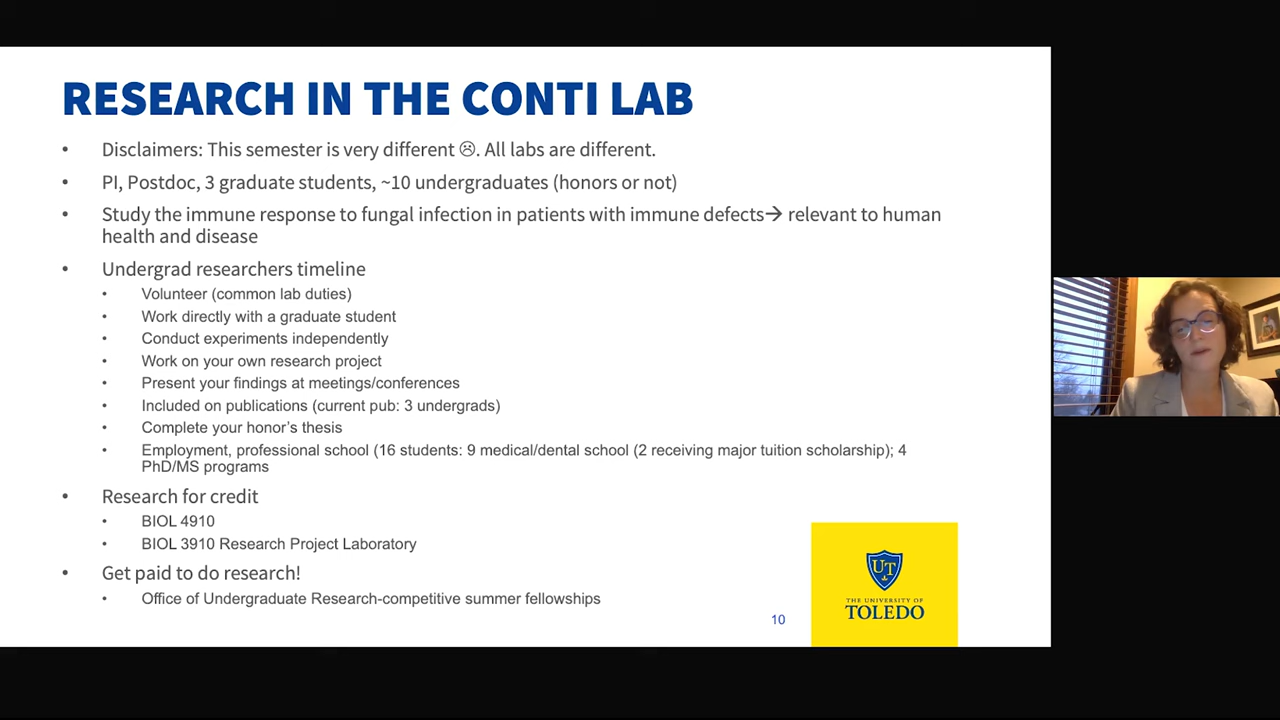 RESEARCH IN THE CONTI LAB
• Disclaimers: This semester is very different ☹. All labs are different.
• PI, Postdoc, 3 graduate students, ~10 undergraduates (honors or not)
• Study the immune response to fungal infection in patients with immune defects→ relevant to human
health and disease
• Undergrad researchers timeline
• Volunteer (common lab duties)
• Work directly with a graduate student
• Conduct experiments independently
• Work on your own research project
• Present your findings at meetings/conferences
• Included on publications (current pub: 3 undergrads)
• Complete your honor’s thesis
• Employment, professional school (16 students: 9 medical/dental school (2 receiving major tuition scholarship); 4
PhD/MS programs
• Research for credit
• BIOL 4910
• BIOL 3910 Research Project Laboratory
• Get paid to do research!
• Office of Undergraduate Research-competitive summer fellowships
10
UT
THE UNIVERSITY OF
TOLEDO